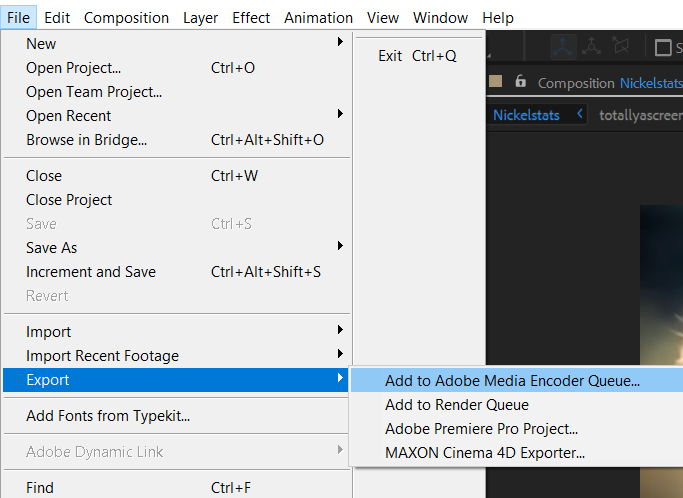 File Edit Composition Layer Effect Animation View Window Help
New
Open Project... Ctrl+O
Open Team Project...
Open Recent
Browse in Bridge... Ctrl+Alt+Shift+O
Close Ctrl+W
Close Project
Save Ctrl+S
Save As
Increment and Save Ctrl+Alt+Shift+S
Revert
Import
Import Recent Footage
Export
Add Fonts from Typekit...
Adobe Dynamic Link
Find Ctrl+F
Exit Ctrl+Q
Add to Adobe Media Encoder Queue...
Add to Render Queue
Adobe Premiere Pro Project...
MAXON Cinema 4D Exporter...
Composition Nickelstats
Nickelstats totallyascreer